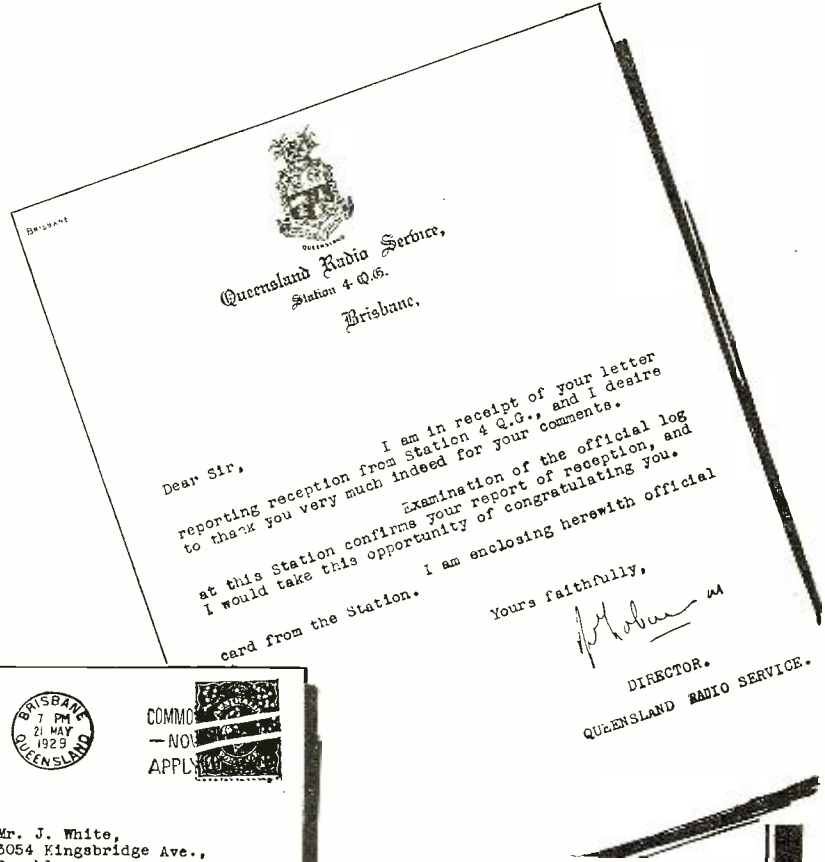 BRISBANE
QUEENSLAND
Queensland Radio Service,
Station 4 Q.G.
Brisbane,
Dear Sir,
I am in receipt of your letter
reporting reception from Station 4 Q.G., and I desire
to thank you very much indeed for your comments.
Examination of the official log
at this Station confirms your report of reception, and
I would take this opportunity of congratulating you.
I am enclosing herewith official
card from the Station.
Yours faithfully,
DIRECTOR.
QUEENSLAND RADIO SERVICE.
BRISBANE
7 PM
21 MAY
1929
QUEENSLAND
COMMO
— NOV
APPLY
Mr. J. White,
3054 Kingsbridge Ave.,